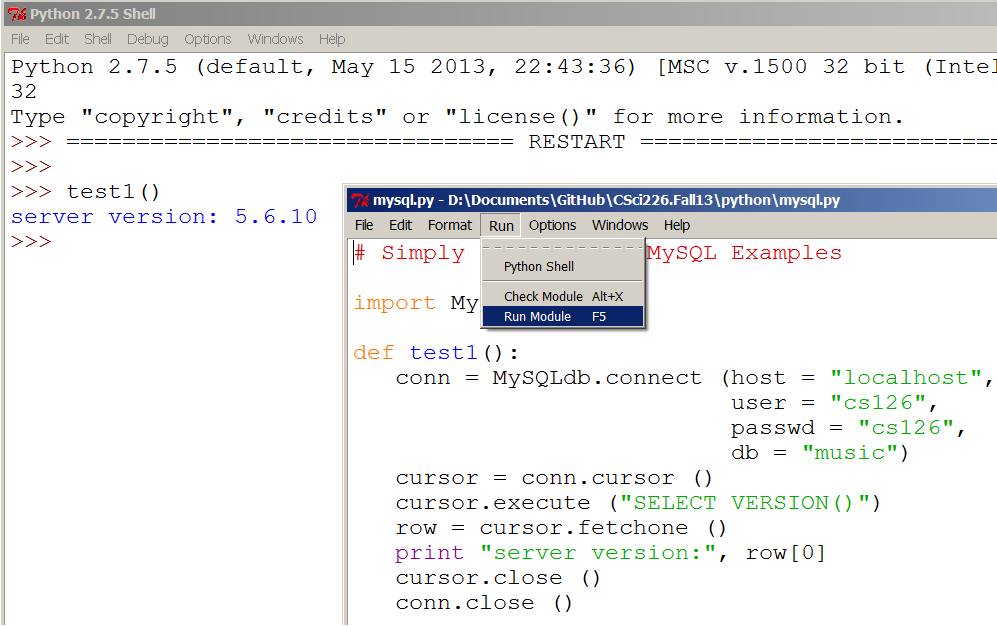 Python 2.7.5 Shell
File Edit Shell Debug Options Windows Help
Python 2.7.5 (default, May 15 2013, 22:43:36) [MSC v.1500 32 bit (Intel
32
Type "copyright", "credits" or "license()" for more information.
>>> ================================ RESTART ==========================
>>>
>>> test1()
server version: 5.6.10
>>>
mysql.py - D:\Documents\GitHub\CSci226.Fall13\python\mysql.py
File Edit Format Run Options Windows Help
Python Shell
Check Module Alt+X
Run Module F5
# Simply MySQL Examples
import My
def test1():
conn = MySQLdb.connect (host = "localhost",
user = "cs126",
passwd = "cs126",
db = "music")
cursor = conn.cursor ()
cursor.execute ("SELECT VERSION()")
row = cursor.fetchone ()
print "server version:", row[0]
cursor.close ()
conn.close ()